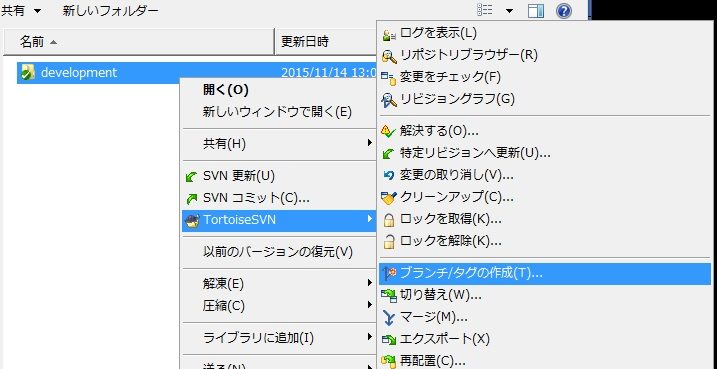 共有 新しいフォルダー
名前 更新日時
development 2015/11/14 13:0
開く(O)
新しいウィンドウで開く(E)
共有(H)
SVN 更新(U)
SVN コミット(C)...
TortoiseSVN
以前のバージョンの復元(V)
解凍(E)
圧縮(C)
ライブラリに追加(I)
送る(N)
ログを表示(L)
リポジトリブラウザー(R)
変更をチェック(F)
リビジョングラフ(G)
解決する(O)...
特定リビジョンへ更新(U)...
変更の取り消し(V)...
クリーンアップ(C)...
ロックを取得(K)...
ロックを解除(K)...
ブランチ/タグの作成(T)...
切り替え(W)...
マージ(M)...
エクスポート(X)
再配置(C)...